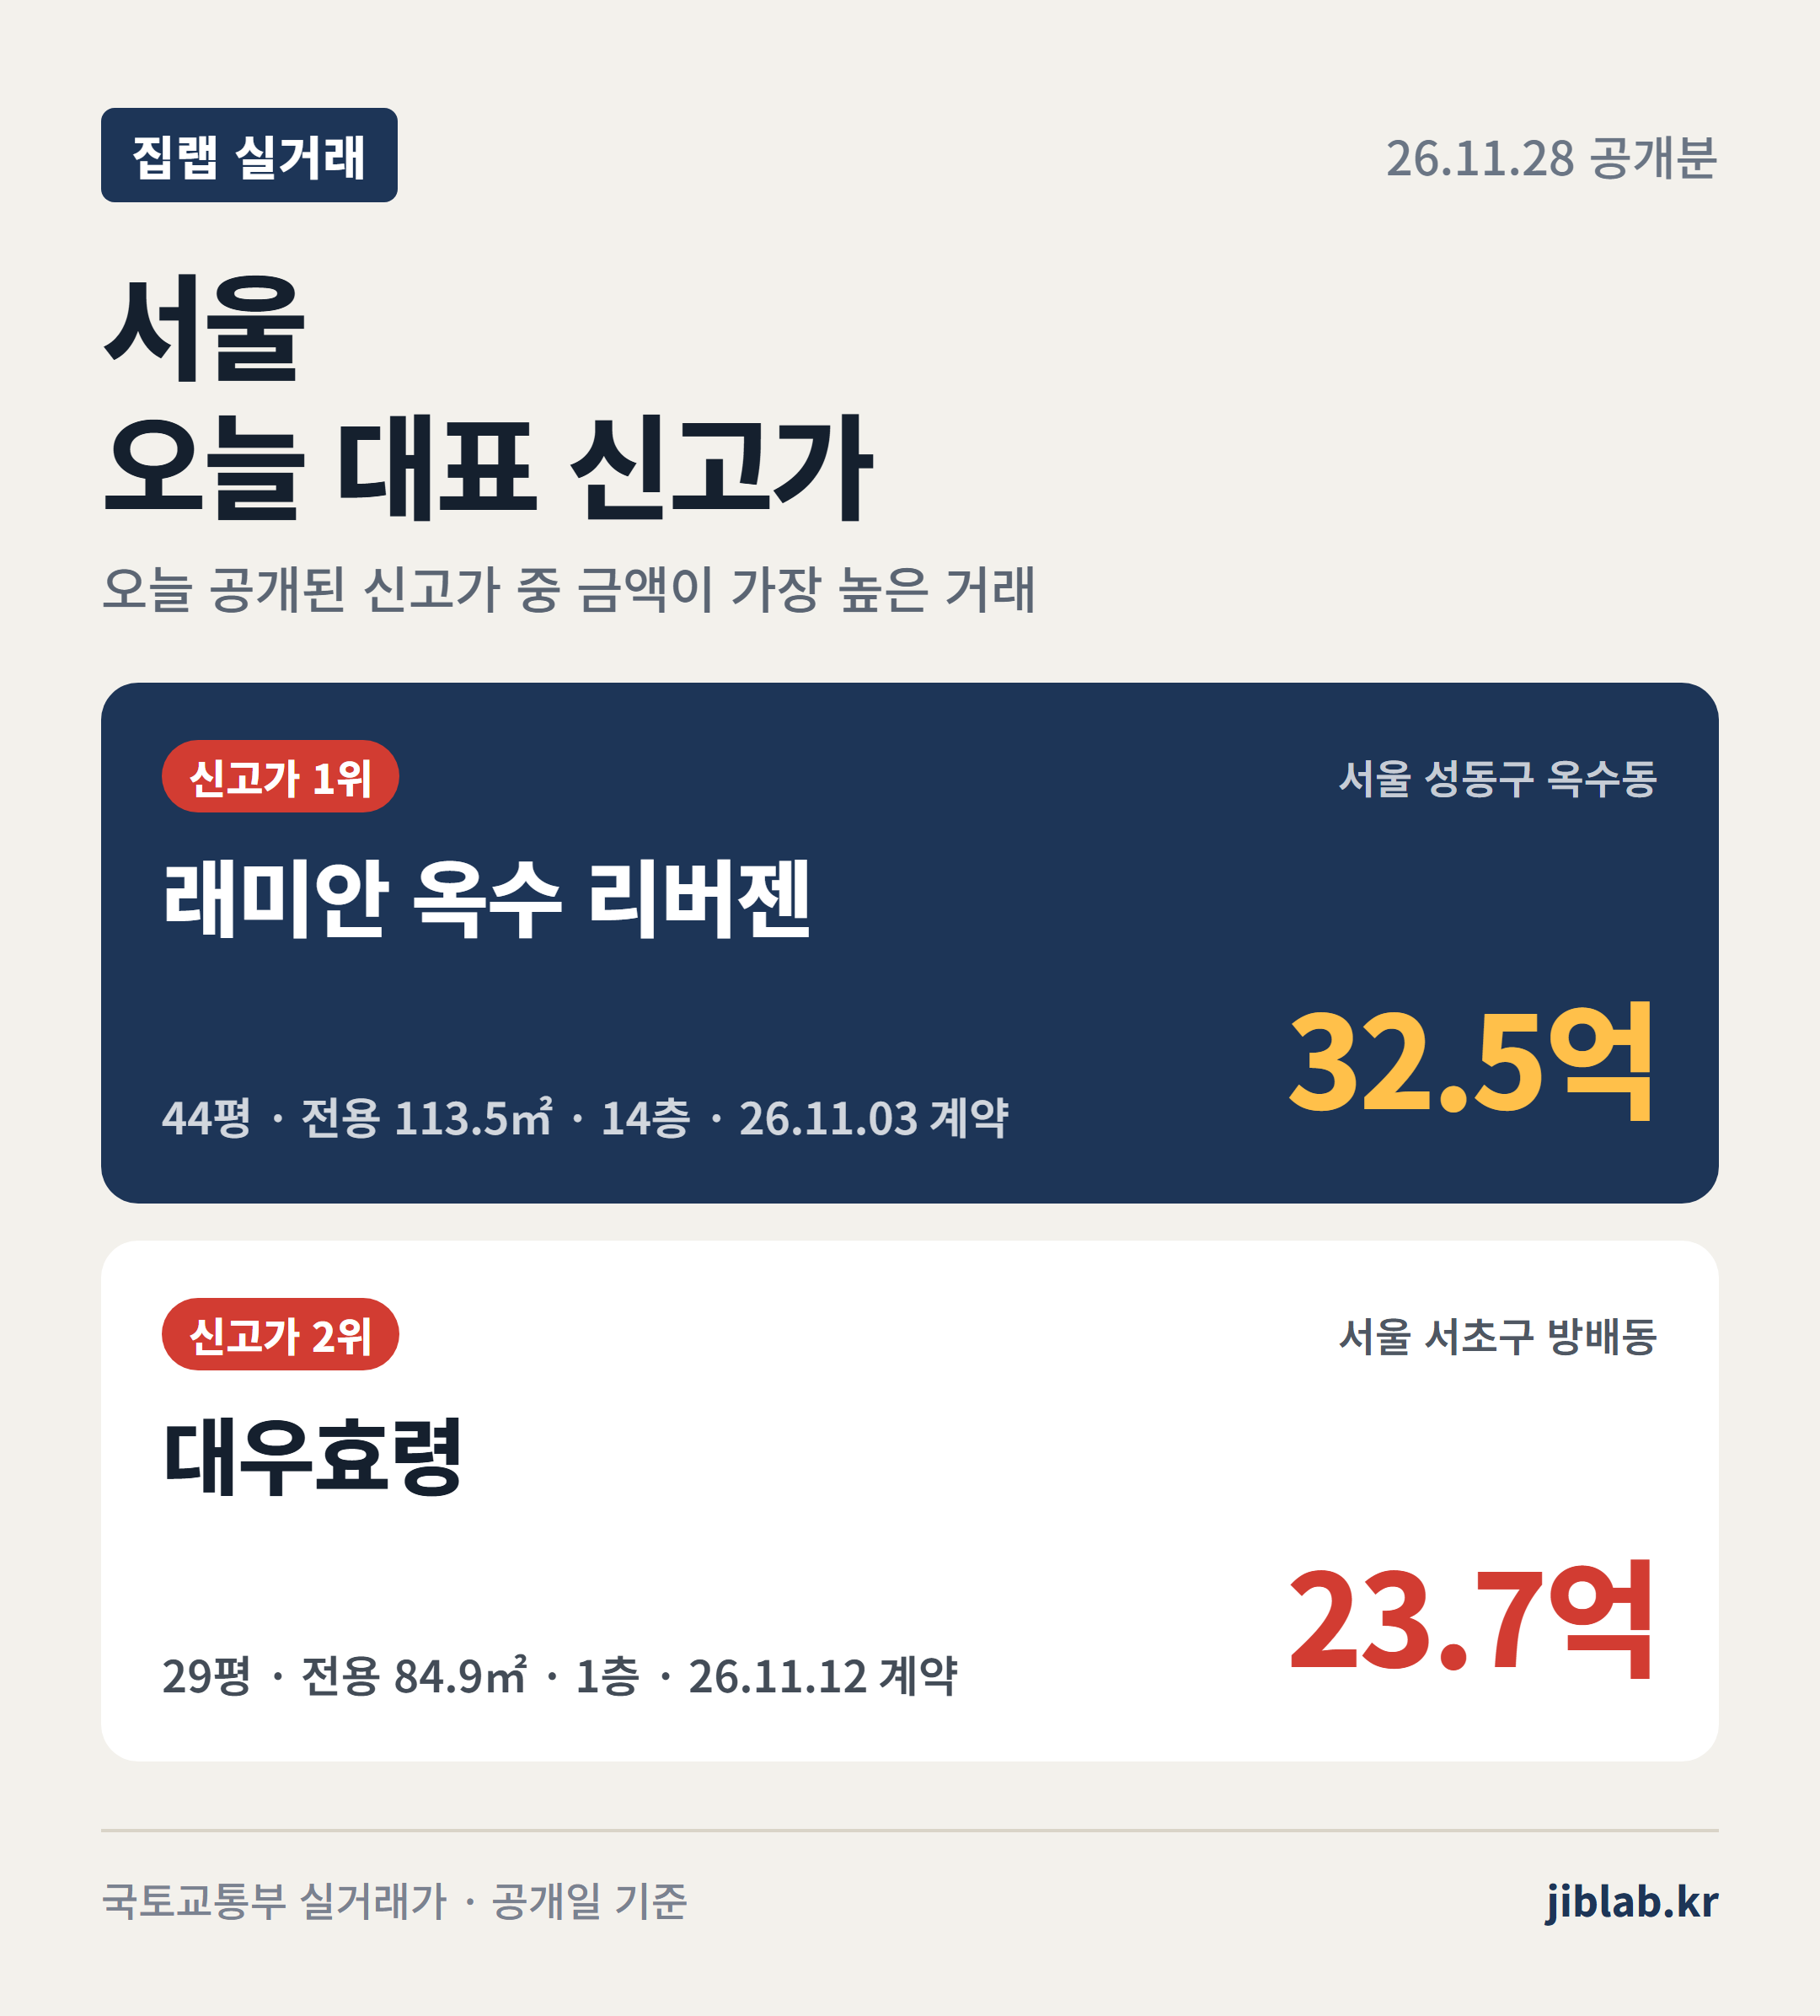 집랩 실거래
26.11.28 공개분
서울
오늘 대표 신고가
오늘 공개된 신고가 중 금액이 가장 높은 거래
신고가 1위
서울 성동구 옥수동
래미안 옥수 리버젠
32.5억
44평 · 전용 113.5㎡ · 14층 · 26.11.03 계약
신고가 2위
서울 서초구 방배동
대우효령
23.7억
29평 · 전용 84.9㎡ · 1층 · 26.11.12 계약
국토교통부 실거래가 · 공개일 기준
jiblab.kr